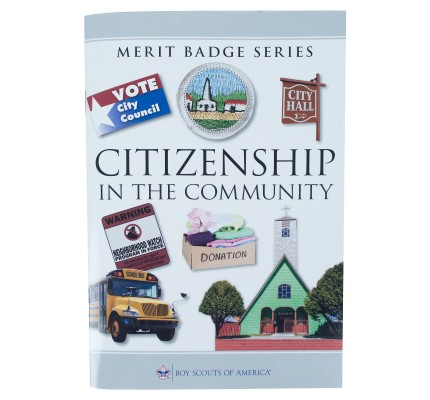 MERIT BADGE SERIES
VOTE
City
Council
CITY
HALL
CITIZENSHIP
IN THE COMMUNITY
WARNING
NEIGHBORHOOD WATCH
PROGRAM IN FORCE
DONATION
SCHOOL BUS
BOY SCOUTS OF AMERICA®